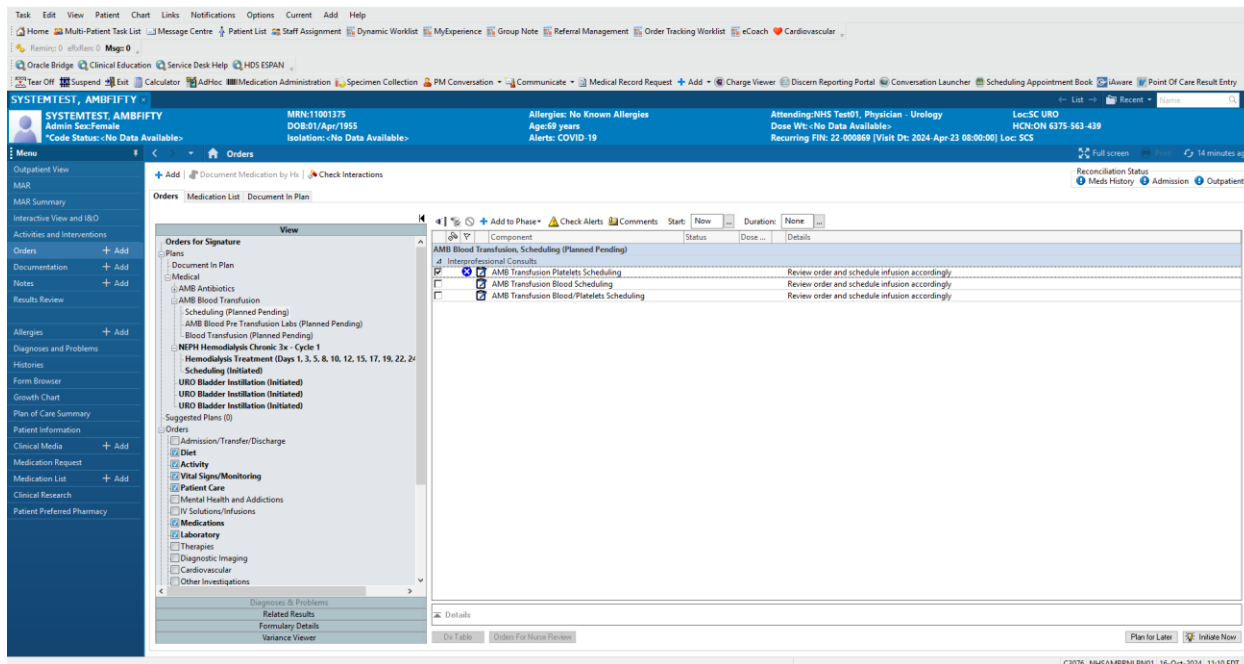 Task Edit View Patient Chart Links Notifications Options Current Add Help
Home Multi-Patient Task List Message Centre Patient List Staff Assignment Dynamic Worklist MyExperience Group Note Referral Management Order Tracking Worklist eCoach Cardiovascular
0 0 Msg: 0
Oracle Bridge Clinical Education Service Desk Help HDS ESPAN
Tear Off Suspend Exit Calculator AdHoc Medication Administration Specimen Collection PM Conversation Communicate Medical Record Request Add Charge Viewer Discern Reporting Portal Conversation Launcher Scheduling Appointment Book iAware Point Of Care Result Entry
SYSTEMTEST, AMBFIFTY List Recent Name
SYSTEMTEST, AMBFIFTY MRN:11001375 Allergies: No Known Allergies Attending:NHS Test01, Physician - Urology Loc:SC URO
Admin Sex:Female DOB:01/Apr/1955 Age:69 years Dose Wt:<No Data Available> HCN:ON 6375-563-439
*Code Status:<No Data Available> Isolation:<No Data Available> Alerts: COVID-19 Recurring FIN: 22-000869 [Visit Dt: 2024-Apr-23 08:00:00] Loc: SCS
Menu Orders Full screen Print 14 minutes ag
Outpatient View
MAR
MAR Summary
Interactive View and I&O
Activities and Interventions
Orders + Add
Documentation + Add
Notes + Add
Results Review
Allergies + Add
Diagnoses and Problems
Histories
Form Browser
Growth Chart
Plan of Care Summary
Patient Information
Clinical Media + Add
Medication Request
Medication List + Add
Clinical Research
Patient Preferred Pharmacy
+ Add Document Medication by Hx Check Interactions
Reconciliation Status
Meds History Admission Outpatient
Orders Medication List Document In Plan
View
Orders for Signature
Plans
Document In Plan
Medical
AMB Antibiotics
AMB Blood Transfusion
Scheduling (Planned Pending)
AMB Blood Pre Transfusion Labs (Planned Pending)
Blood Transfusion (Planned Pending)
NEPH Hemodialysis Chronic 3x - Cycle 1
Hemodialysis Treatment (Days 1, 3, 5, 8, 10, 12, 15, 17, 19, 22, 24
Scheduling (Initiated)
URO Bladder Instillation (Initiated)
URO Bladder Instillation (Initiated)
URO Bladder Instillation (Initiated)
Suggested Plans (0)
Orders
Admission/Transfer/Discharge
Diet
Activity
Vital Signs/Monitoring
Patient Care
Mental Health and Addictions
IV Solutions/Infusions
Medications
Laboratory
Therapies
Diagnostic Imaging
Cardiovascular
Other Investigations
Diagnoses & Problems
Related Results
Formulary Details
Variance Viewer
+ Add to Phase Check Alerts Comments Start: Now ... Duration: None ...
Component Status Dose ... Details
AMB Blood Transfusion, Scheduling (Planned Pending)
Interprofessional Consults
AMB Transfusion Platelets Scheduling Review order and schedule infusion accordingly
AMB Transfusion Blood Scheduling Review order and schedule infusion accordingly
AMB Transfusion Blood/Platelets Scheduling Review order and schedule infusion accordingly
Details
Dx Table Orders For Nurse Review Plan for Later Initiate Now
16-Oct-2024 11:10 EDT